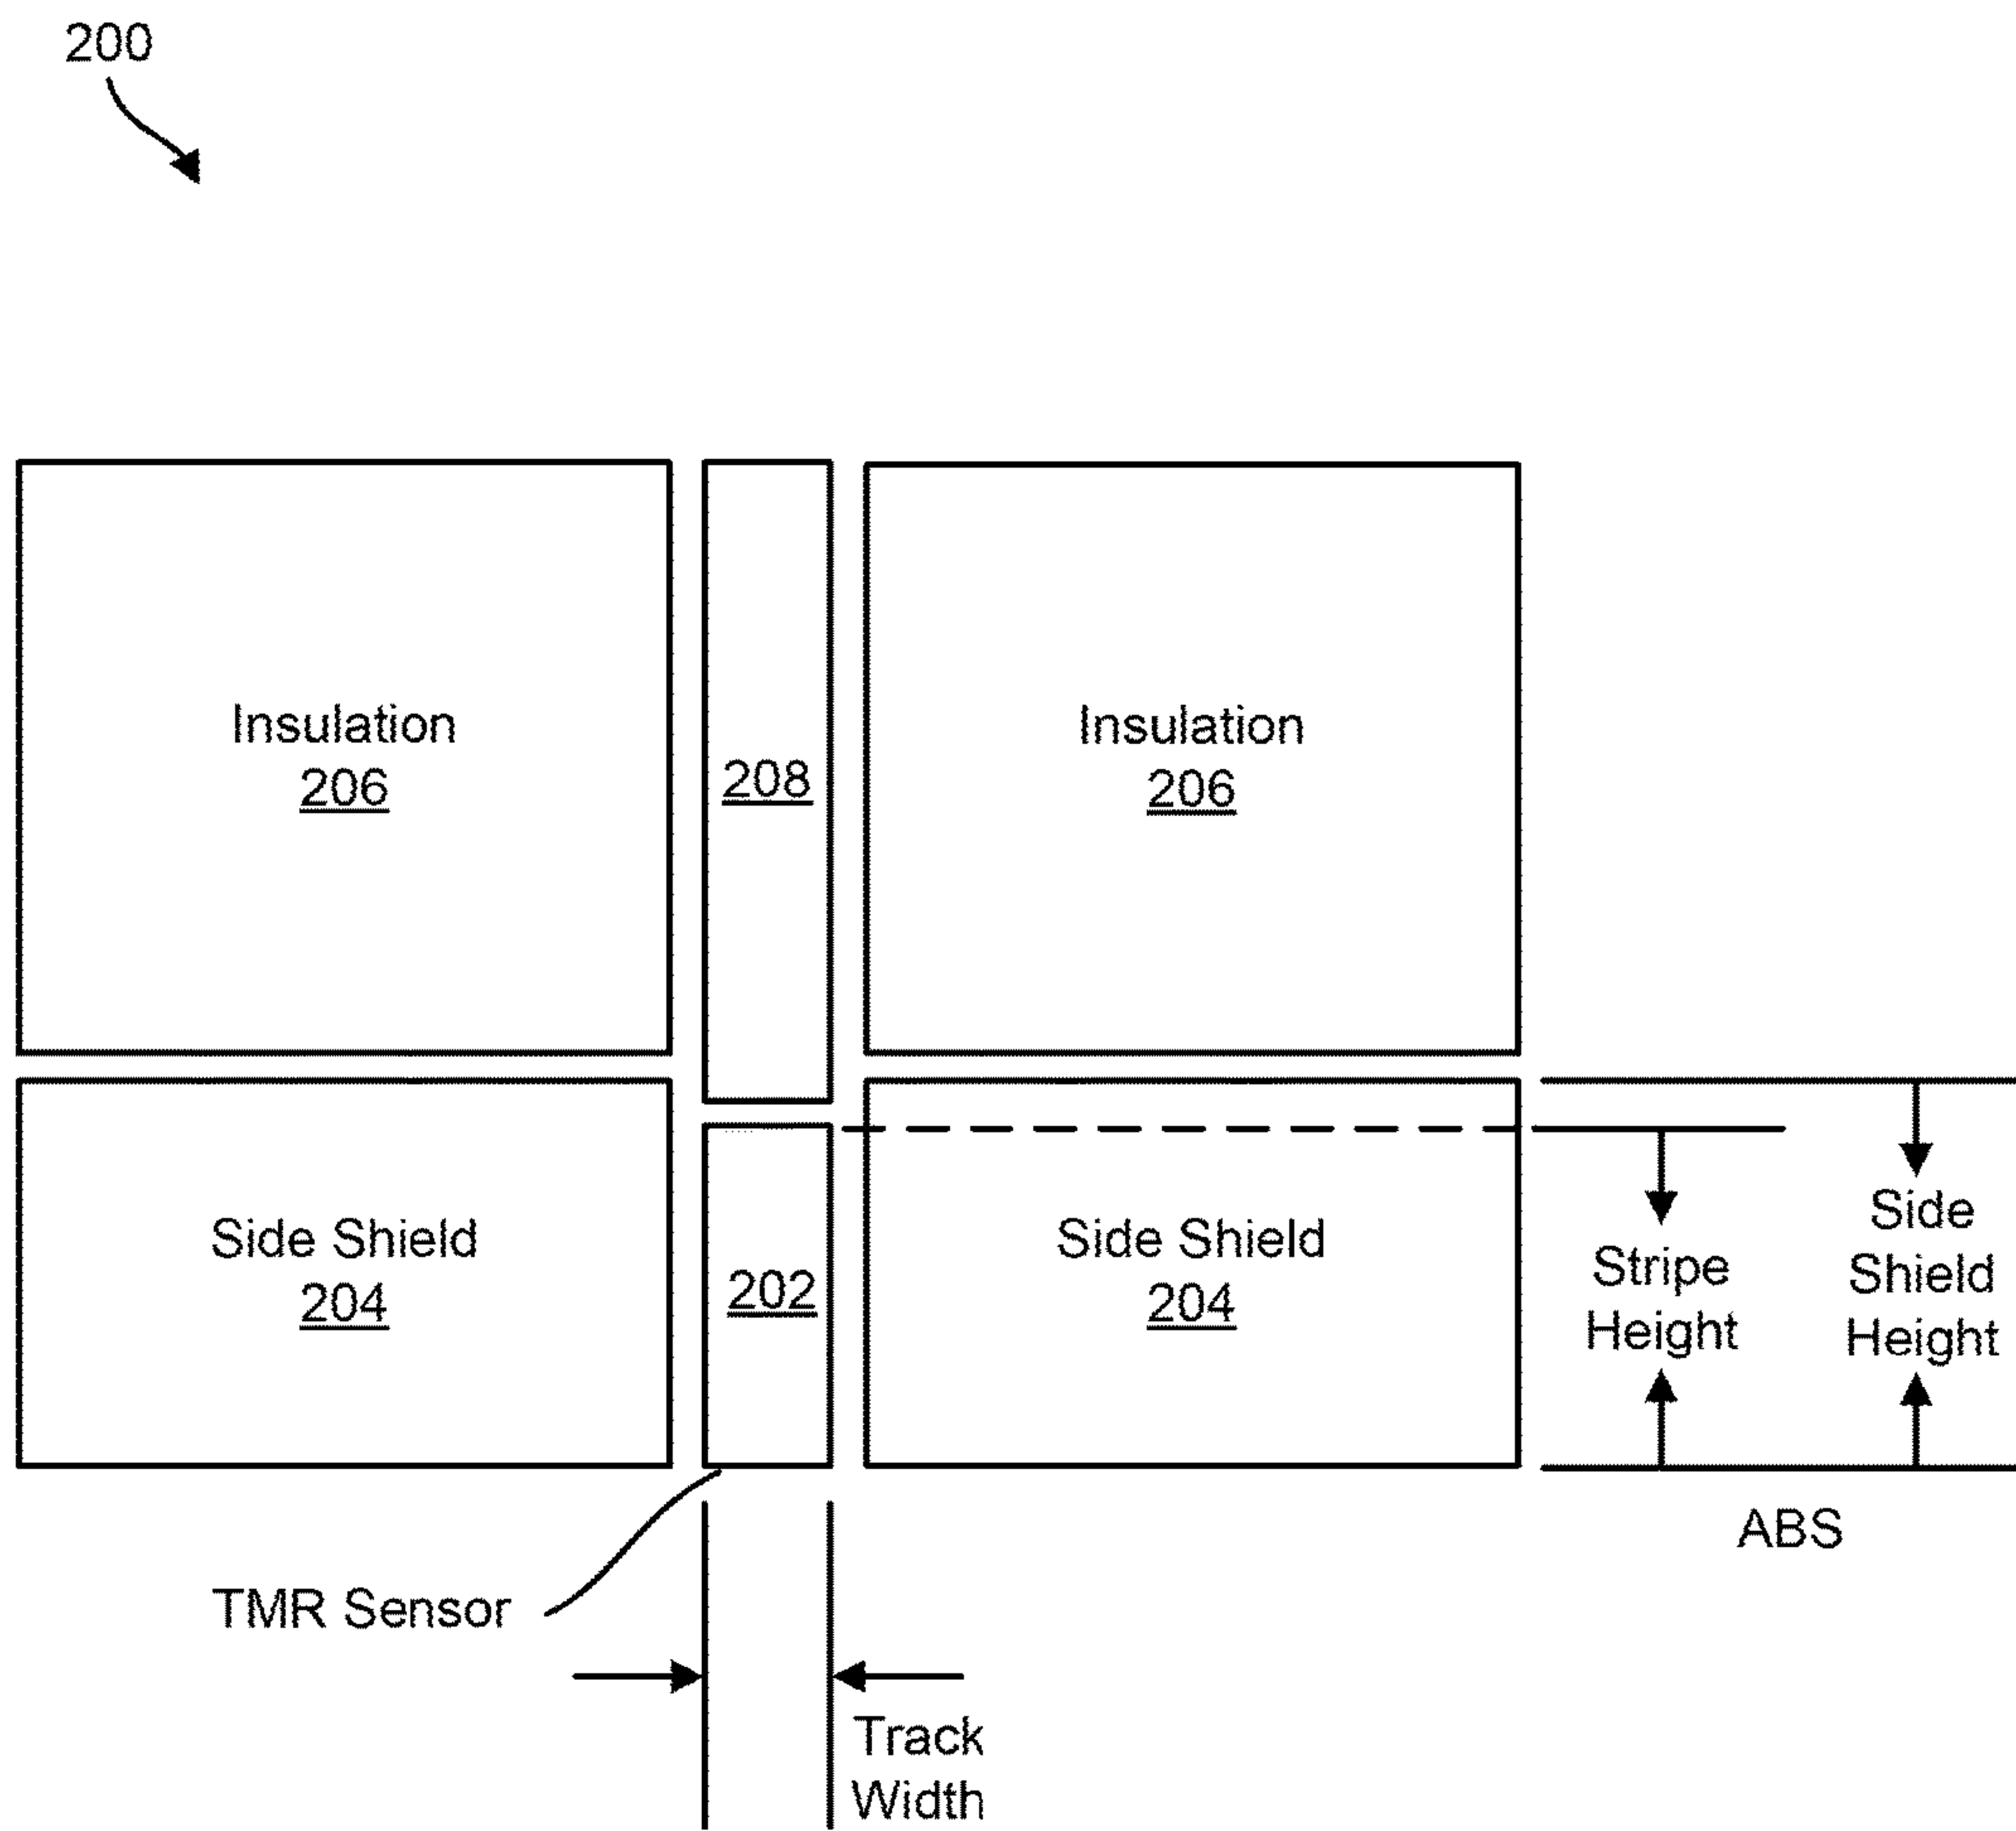 200
Insulation
206
208
Insulation
206
Side Shield
204
202
Side Shield
204
Stripe
Height
Side
Shield
Height
ABS
TMR Sensor
Track
Width